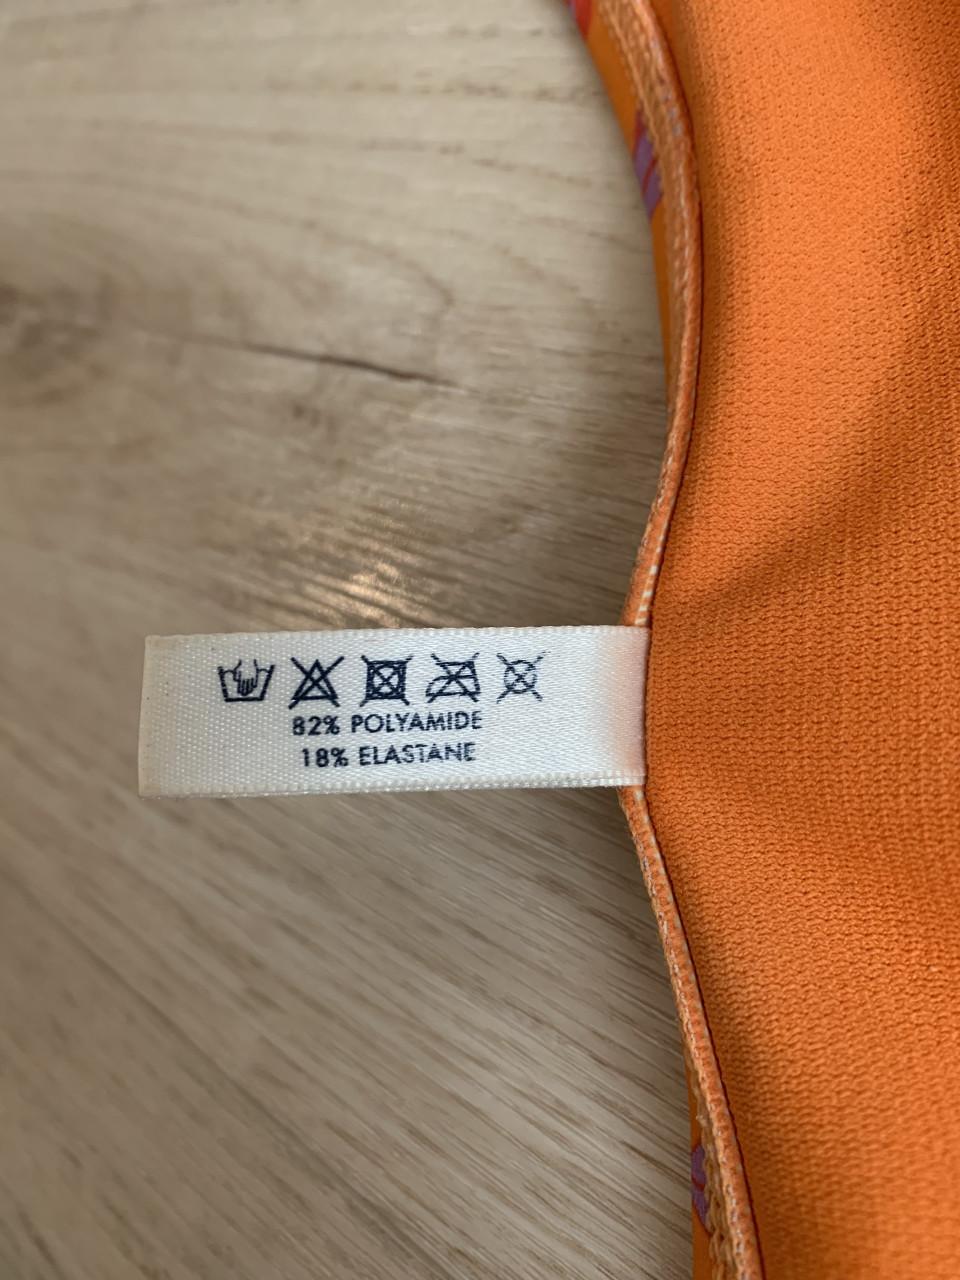 82% POLYAMIDE
18% ELASTANE